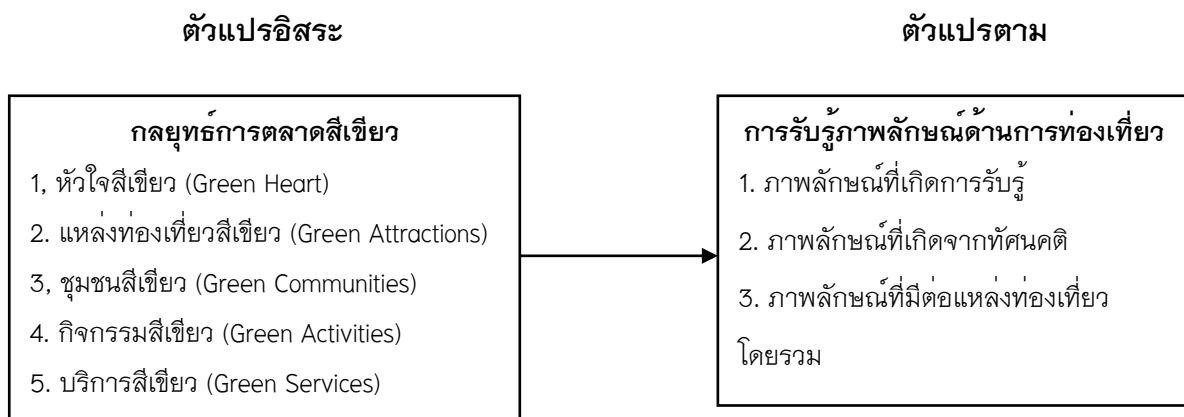 ตัวแปรอิสระ
ตัวแปรตาม
กลยุทธ์การตลาดสีเขียว
1, หัวใจสีเขียว (Green Heart)
2. แหล่งท่องเที่ยวสีเขียว (Green Attractions)
3, ชุมชนสีเขียว (Green Communities)
4. กิจกรรมสีเขียว (Green Activities)
5. บริการสีเขียว (Green Services)
การรับรู้ภาพลักษณ์ด้านการท่องเที่ยว
1. ภาพลักษณ์ที่เกิดการรับรู้
2. ภาพลักษณ์ที่เกิดจากทัศนคติ
3. ภาพลักษณ์ที่มีต่อแหล่งท่องเที่ยว
โดยรวม